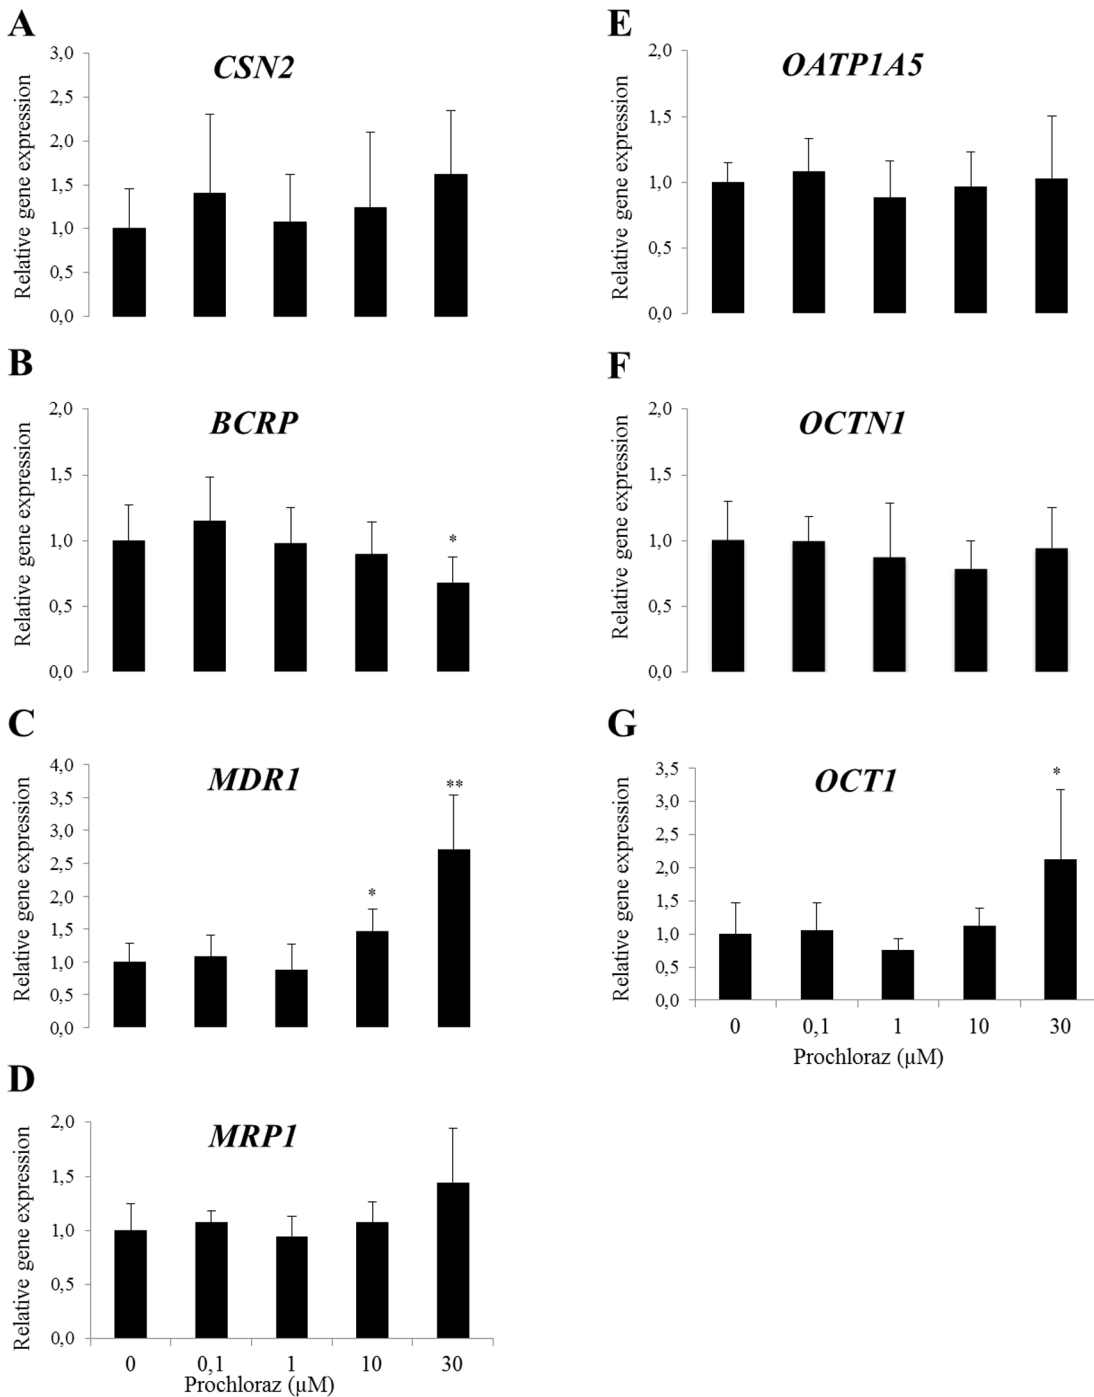 A
CSN2
Relative gene expression
3,0
2,5
2,0
1,5
1,0
0,5
0,0
B
BCRP
Relative gene expression
2,0
1,5
1,0
0,5
0,0
*
C
MDR1
Relative gene expression
4,0
3,5
3,0
2,5
2,0
1,5
1,0
0,5
0,0
*
**
D
MRP1
Relative gene expression
2,0
1,5
1,0
0,5
0,0
0 0,1 1 10 30
Prochloraz (µM)
E
OATP1A5
Relative gene expression
2,0
1,5
1,0
0,5
0,0
F
OCTN1
Relative gene expression
2,0
1,5
1,0
0,5
0,0
G
OCT1
Relative gene expression
3,5
3,0
2,5
2,0
1,5
1,0
0,5
0,0
*
0 0,1 1 10 30
Prochloraz (µM)